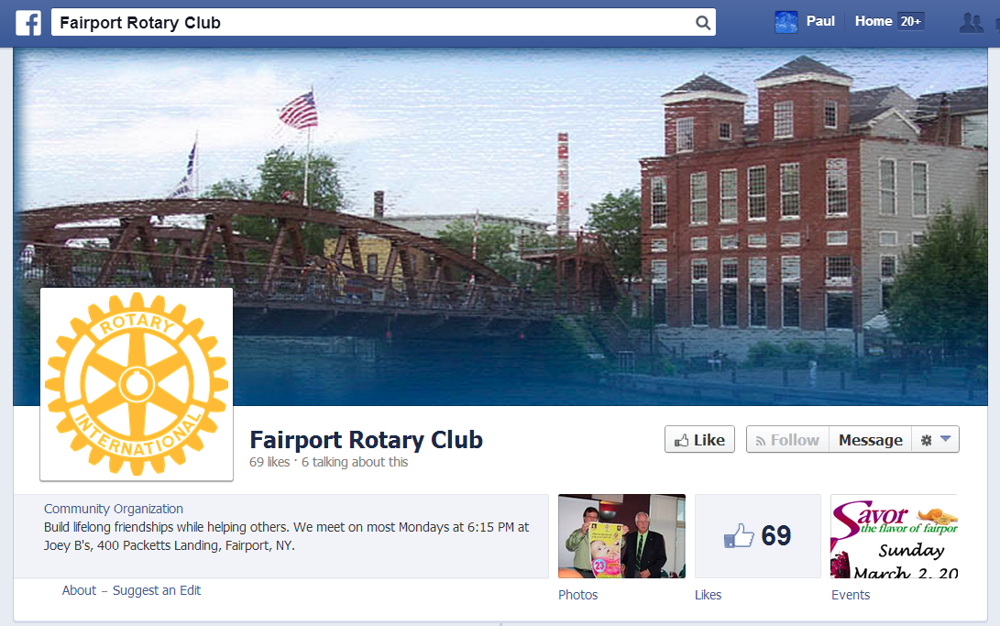 Fairport Rotary Club
Paul
Home 20+
ROTARY
INTERNATIONAL
Fairport Rotary Club
69 likes · 6 talking about this
Like
Follow
Message
Community Organization
Build lifelong friendships while helping others. We meet on most Mondays at 6:15 PM at
Joey B's, 400 Packetts Landing, Fairport, NY.
About – Suggest an Edit
23
Photos
69
Likes
Savor
the flavor of fairpor
Sunday
March 2, 20
Events